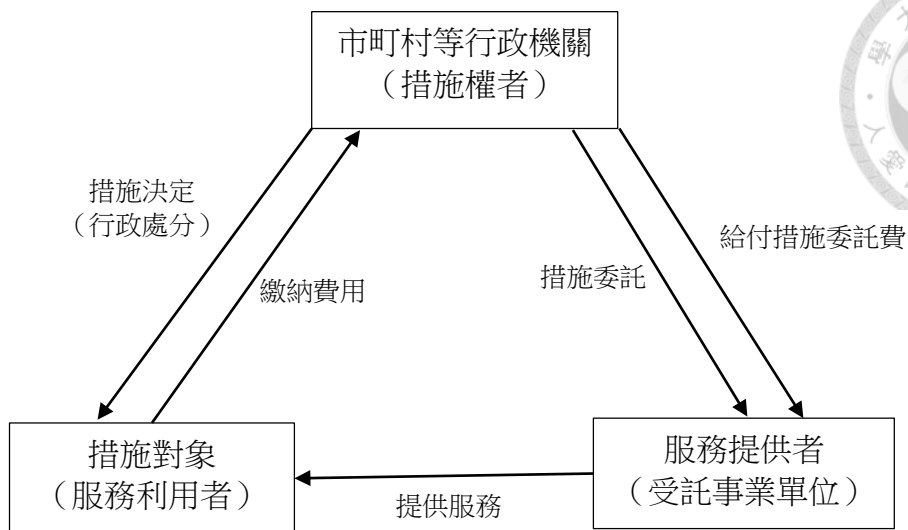 市町村等行政機關
（措施權者）
措施決定
（行政處分）
繳納費用
措施委託
給付措施委託費
措施對象
（服務利用者）
服務提供者
（受託事業單位）
提供服務